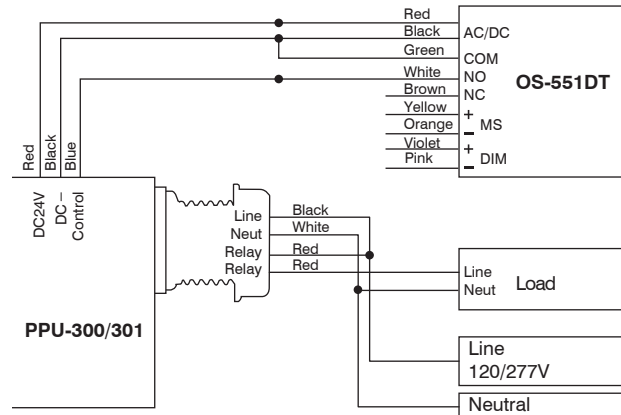 Red
Black
AC/DC
Green
COM
White
NO
OS-551DT
Brown
NC
Yellow
+
Orange
–
MS
Violet
+
Pink
–
DIM
Red
Black
Blue
DC24V
DC –
Control
Line
Black
Neut
White
Relay
Red
Relay
Red
Line
Neut
Load
PPU-300/301
Line
120/277V
Neutral